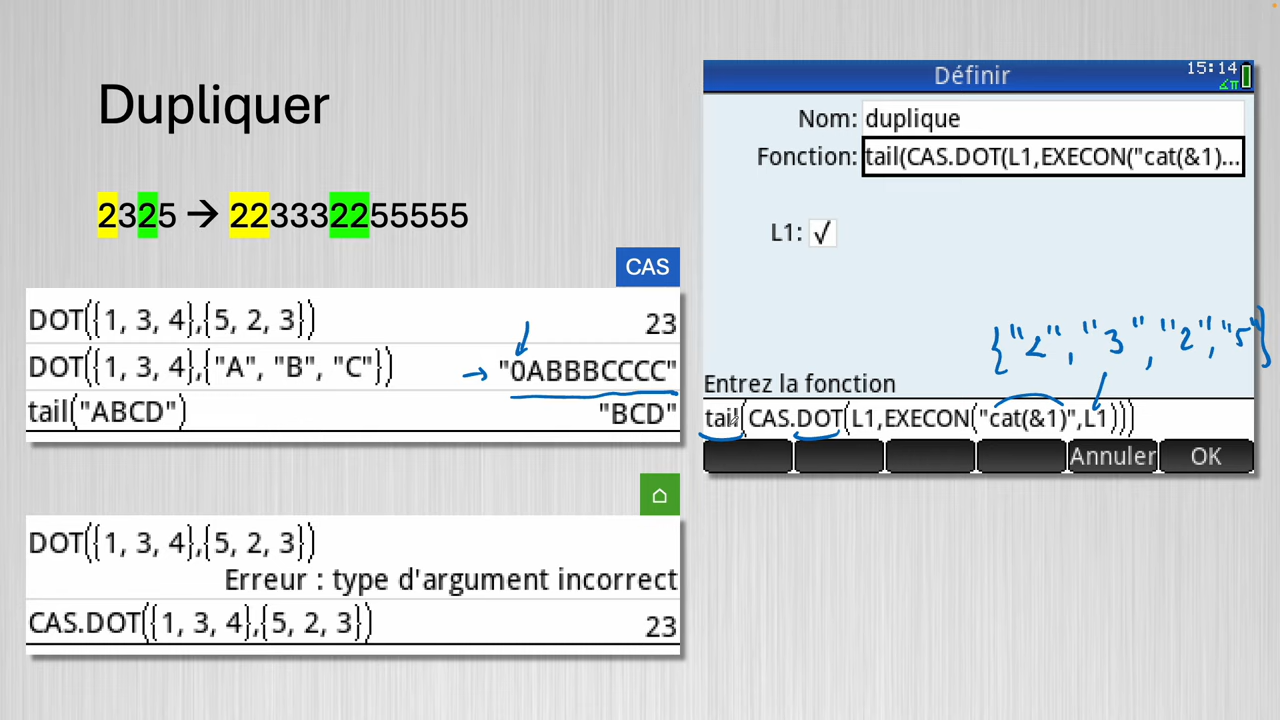 Dupliquer
2325 → 223332255555
CAS
DOT({1, 3, 4},{5, 2, 3})
23
DOT({1, 3, 4},{"A", "B", "C"})
"0ABBBCCCC"
tail("ABCD")
"BCD"
DOT({1, 3, 4},{5, 2, 3})
Erreur : type d'argument incorrect
CAS.DOT({1, 3, 4},{5, 2, 3})
23
Définir
15:14
∡π
Nom: duplique
Fonction: tail(CAS.DOT(L1,EXECON("cat(&1)...
L1: √
{"2", "3", "2", "5"}
Entrez la fonction
tail(CAS.DOT(L1,EXECON("cat(&1)",L1)))
Annuler OK